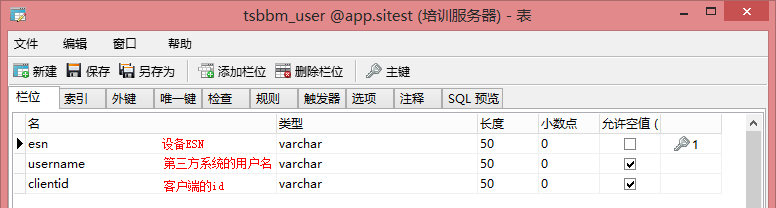 tsbbm_user @app.sitest (培训服务器) - 表
文件 编辑 窗口 帮助
新建 保存 另存为 添加栏位 删除栏位 主键
栏位 索引 外键 唯一键 检查 规则 触发器 选项 注释 SQL 预览
名 类型 长度 小数点 允许空值 (
esn 设备ESN varchar 50 0 1
username 第三方系统的用户名 varchar 50 0
clientid 客户端的id varchar 50 0